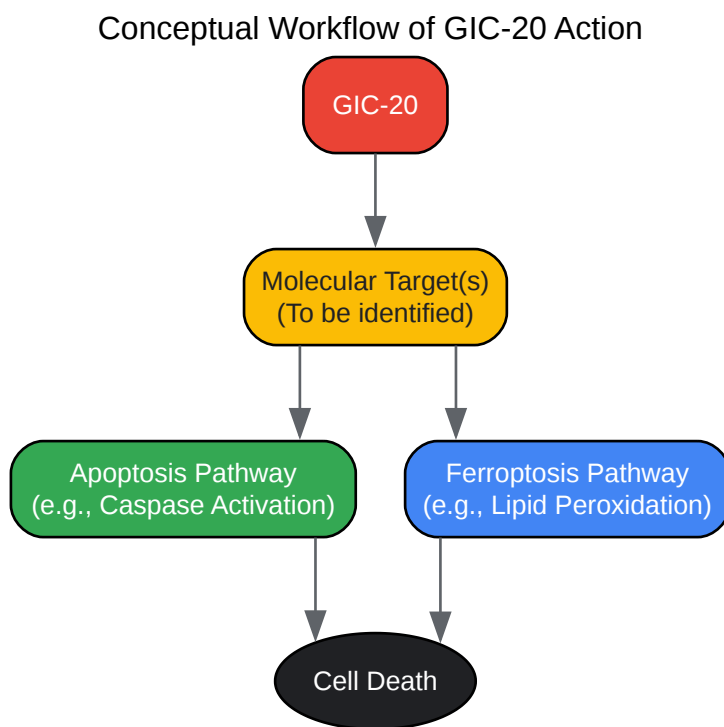 Conceptual Workflow of GIC-20 Action
GIC-20
Molecular Target(s)
(To be identified)
Apoptosis Pathway
(e.g., Caspase Activation)
Ferroptosis Pathway
(e.g., Lipid Peroxidation)
Cell Death